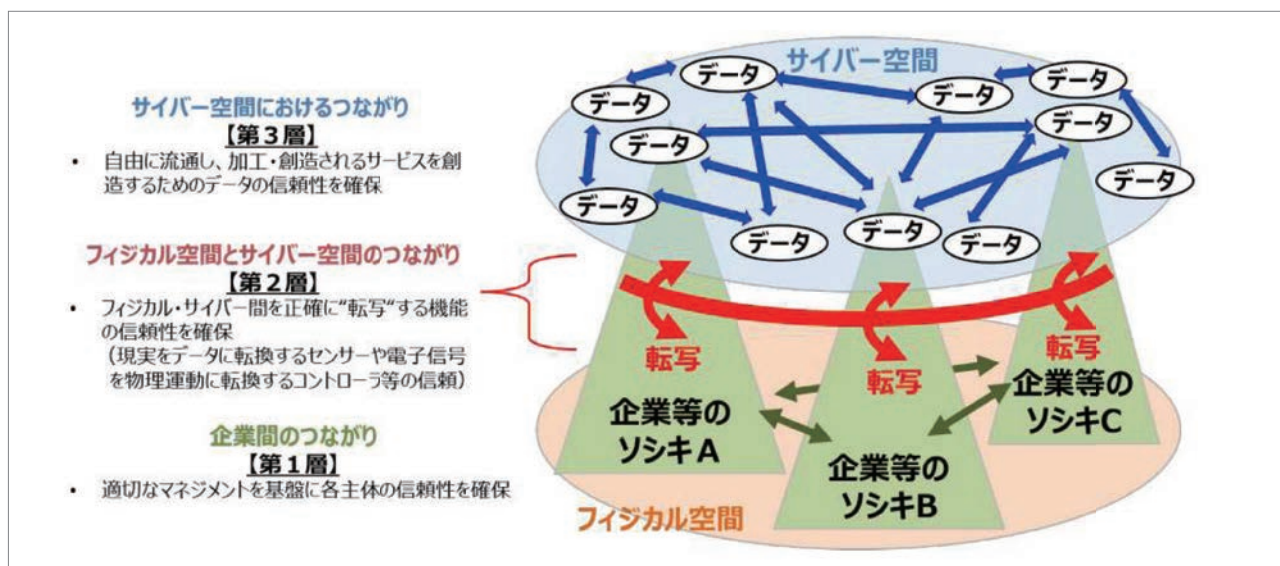 サイバー空間におけるつながり
【第３層】
• 自由に流通し、加工・創造されるサービスを創
造するためのデータの信頼性を確保
フィジカル空間とサイバー空間のつながり
【第２層】
• フィジカル・サイバー間を正確に“転写“する機能
の信頼性を確保
（現実をデータに転換するセンサーや電子信号
を物理運動に転換するコントローラ等の信頼）
企業間のつながり
【第１層】
• 適切なマネジメントを基盤に各主体の信頼性を確保
サイバー空間
データ
データ
データ
データ
データ
データ
データ
データ
データ
データ
データ
データ
転写
転写
転写
企業等の
ソシキA
企業等の
ソシキB
企業等の
ソシキC
フィジカル空間